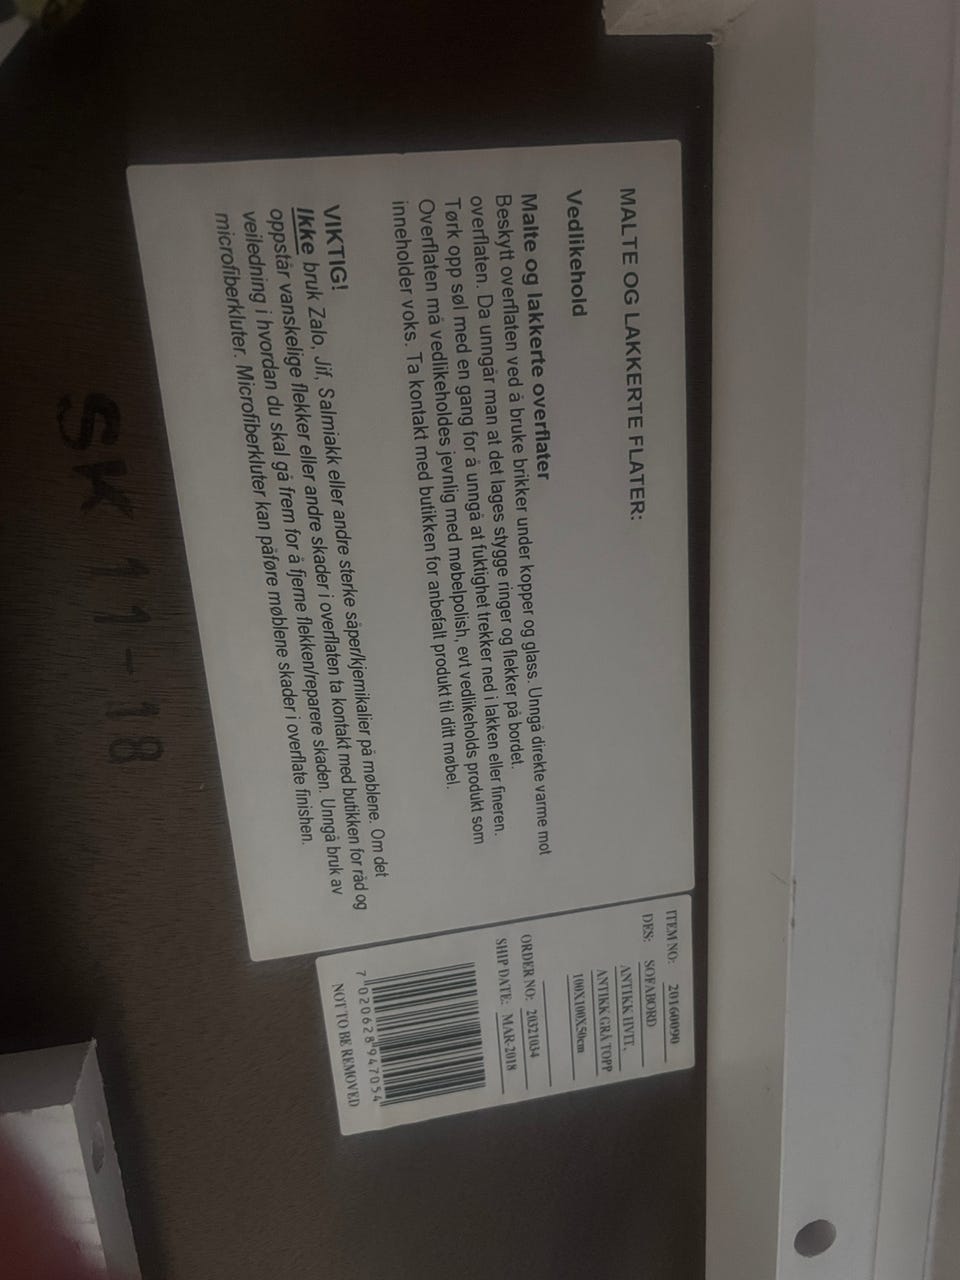 MALTE OG LAKKERTE FLATER:
Vedlikehold
Malte og lakkerte overflater
Beskytt overflaten ved å bruke brikker under kopper og glass. Unngå direkte varme mot
overflaten. Da unngår man at det lages stygge ringer og flekker på bordet.
Tørk opp søl med en gang for å unngå at fuktighet trekker ned i lakken eller fineren.
Overflaten må vedlikeholdes jevnlig med møbelpolish, evt vedlikeholds produkt som
inneholder voks. Ta kontakt med butikken for anbefalt produkt til ditt møbel.
VIKTIG!
Ikke bruk Zalo, Jif, Salmiakk eller andre sterke såper/kjemikalier på møblene. Om det
oppstår vanskelige flekker eller andre skader i overflaten ta kontakt med butikken for råd og
veiledning i hvordan du skal gå frem for å fjerne flekken/reparere skaden. Unngå bruk av
microfiberkluter. Microfiberkluter kan påføre møblene skader i overflate finishen.
ITEM NO: 20160090
DES: SOFABORD
ANTIKK HVIT,
ANTIKK GRÅ TOPP
100X100X50cm
ORDER NO: 20321034
SHIP DATE: MAR-2018
7 020628 947054
NOT TO BE REMOVED
SK 11-18